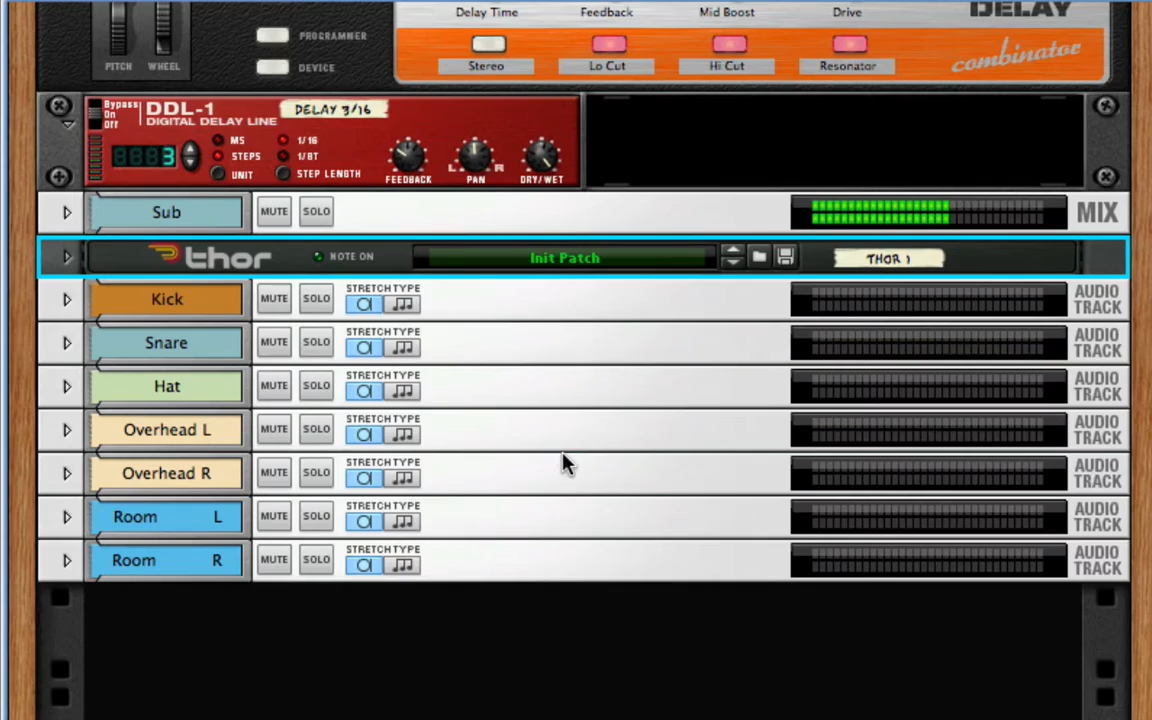 Delay Time Feedback Mid Boost Drive DELAY
PITCH WHEEL
PROGRAMMER
DEVICE
Stereo Lo Cut Hi Cut Resonator
combinator
Bypass
On
Off
DDL-1
DIGITAL DELAY LINE
DELAY 3/16
3
MS
STEPS
UNIT
1/16
1/8T
STEP LENGTH
FEEDBACK
L R
PAN
DRY/WET
Sub MUTE SOLO MIX
thor NOTE ON Init Patch THOR 1
Kick MUTE SOLO STRETCH TYPE AUDIO TRACK
Snare MUTE SOLO STRETCH TYPE AUDIO TRACK
Hat MUTE SOLO STRETCH TYPE AUDIO TRACK
Overhead L MUTE SOLO STRETCH TYPE AUDIO TRACK
Overhead R MUTE SOLO STRETCH TYPE AUDIO TRACK
Room L MUTE SOLO STRETCH TYPE AUDIO TRACK
Room R MUTE SOLO STRETCH TYPE AUDIO TRACK